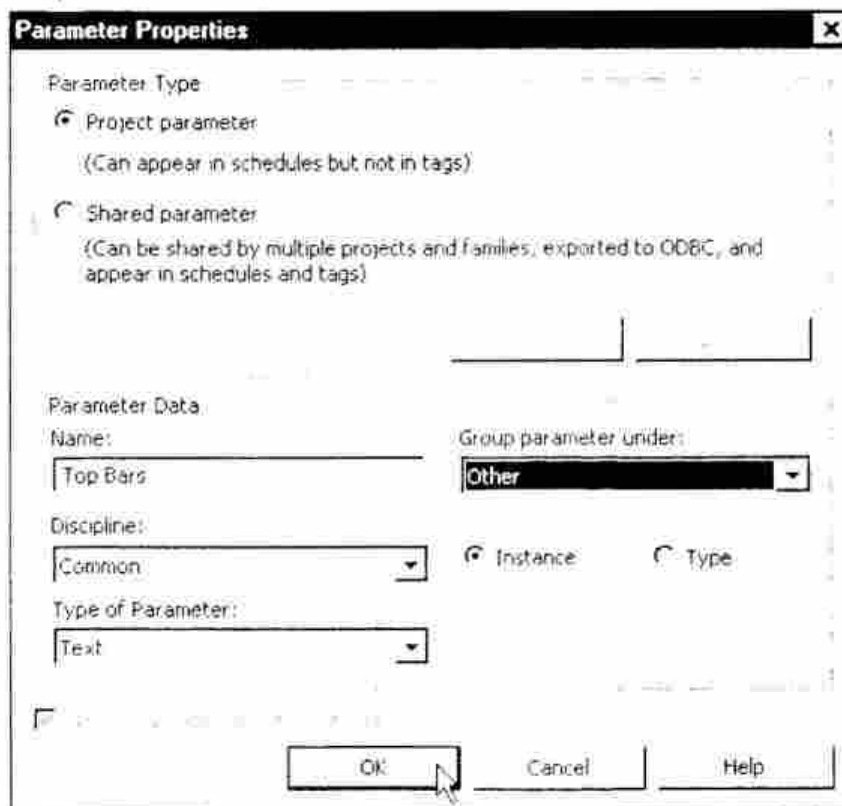 Parameter Properties
Parameter Type
Project parameter
(Can appear in schedules but not in tags)
Shared parameter
(Can be shared by multiple projects and families, exported to ODBC, and
appear in schedules and tags)
Parameter Data
Name:
Group parameter under:
Top Bars
Other
Discipline:
Common
Instance
Type
Type of Parameter:
Text
OK
Cancel
Help